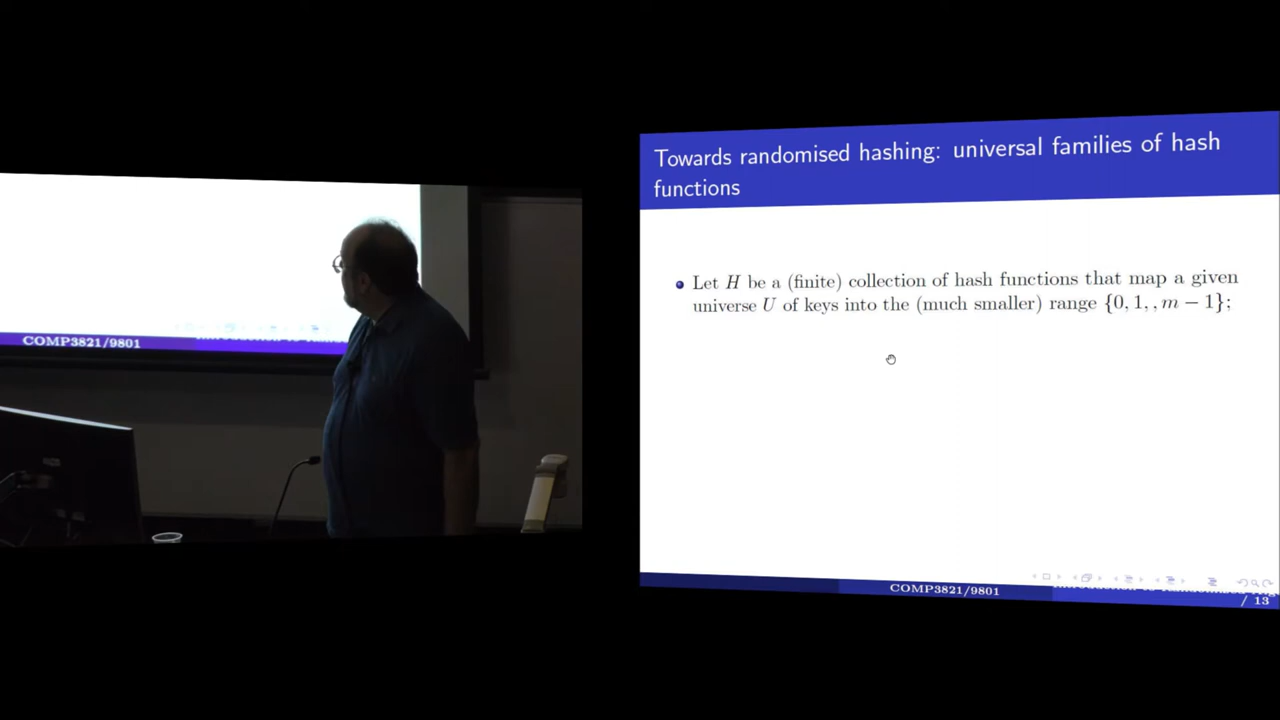 Towards randomised hashing: universal families of hash
functions
Let H be a (finite) collection of hash functions that map a given
universe U of keys into the (much smaller) range {0, 1, , m − 1};
COMP3821/9801
COMP3821/9801
/ 13